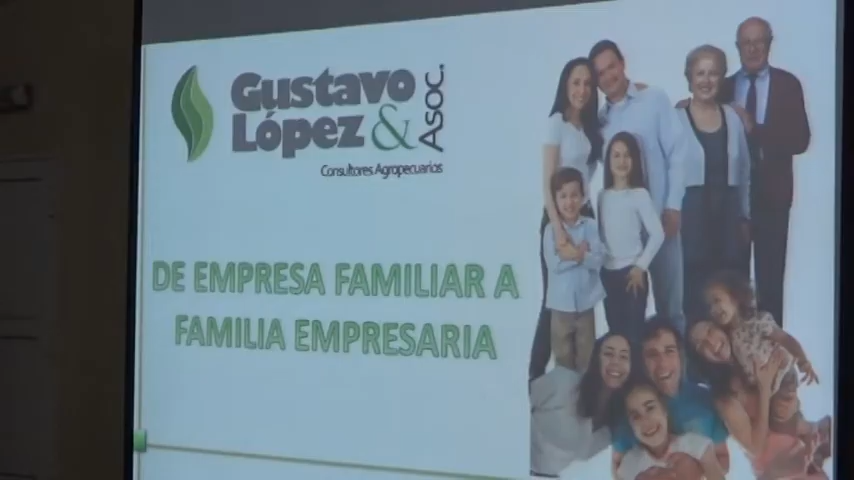 Gustavo
López & Asoc.
Consultores Agropecuarios
DE EMPRESA FAMILIAR A
FAMILIA EMPRESARIA